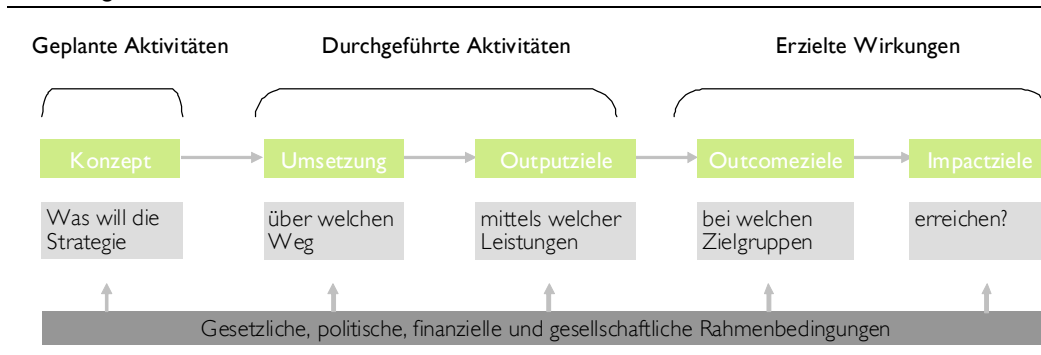 Geplante Aktivitäten
Durchgeführte Aktivitäten
Erzielte Wirkungen
Konzept
Umsetzung
Outputziele
Outcomeziele
Impactziele
Was will die
Strategie
über welchen
Weg
mittels welcher
Leistungen
bei welchen
Zielgruppen
erreichen?
Gesetzliche, politische, finanzielle und gesellschaftliche Rahmenbedingungen